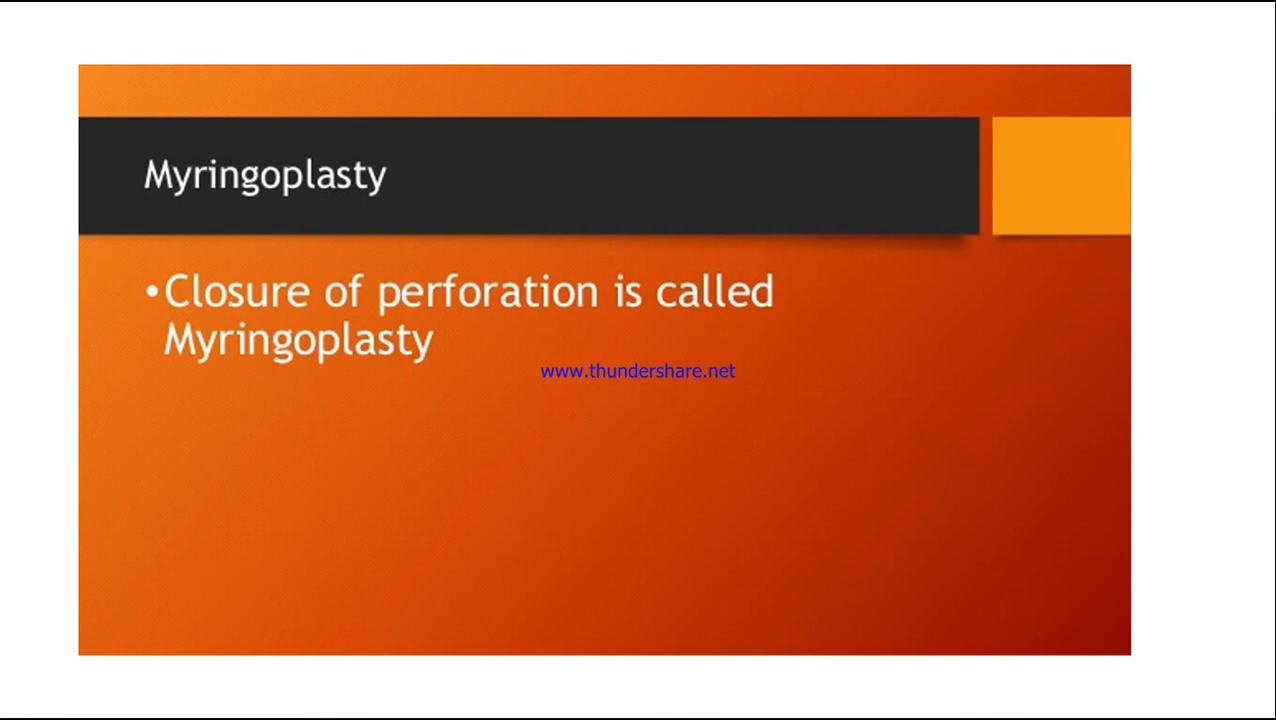 Myringoplasty
•Closure of perforation is called
Myringoplasty
www.thundershare.net